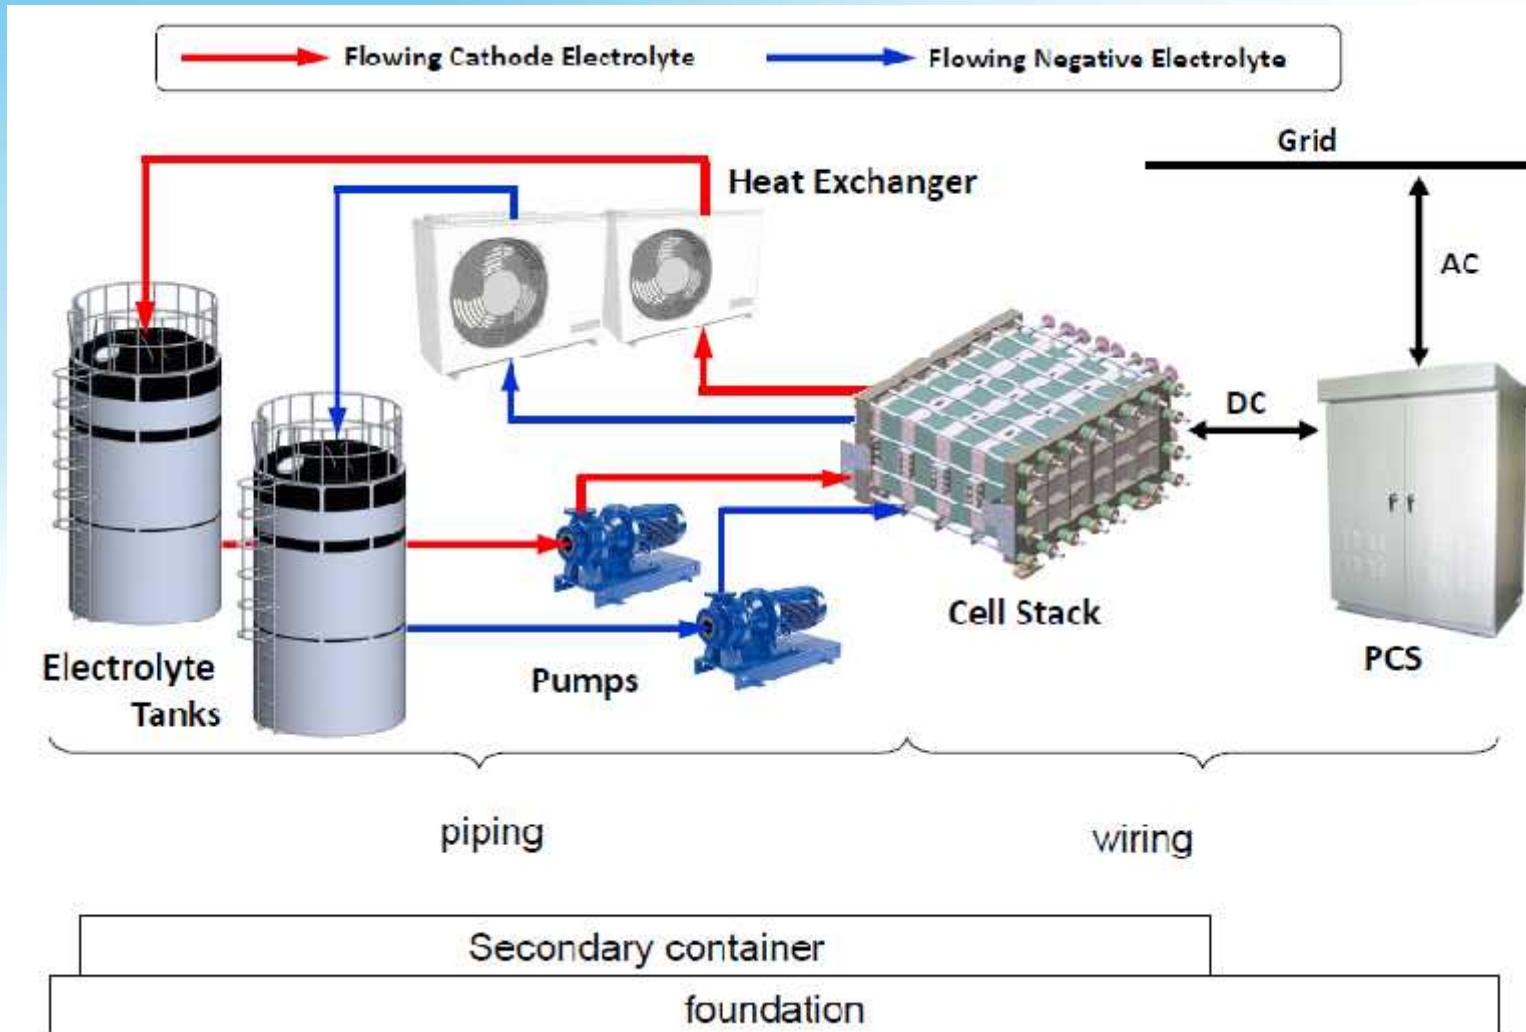 Flowing Cathode Electrolyte
Flowing Negative Electrolyte
Grid
Heat Exchanger
AC
DC
Cell Stack
PCS
Electrolyte
Tanks
Pumps
piping
wiring
Secondary container
foundation